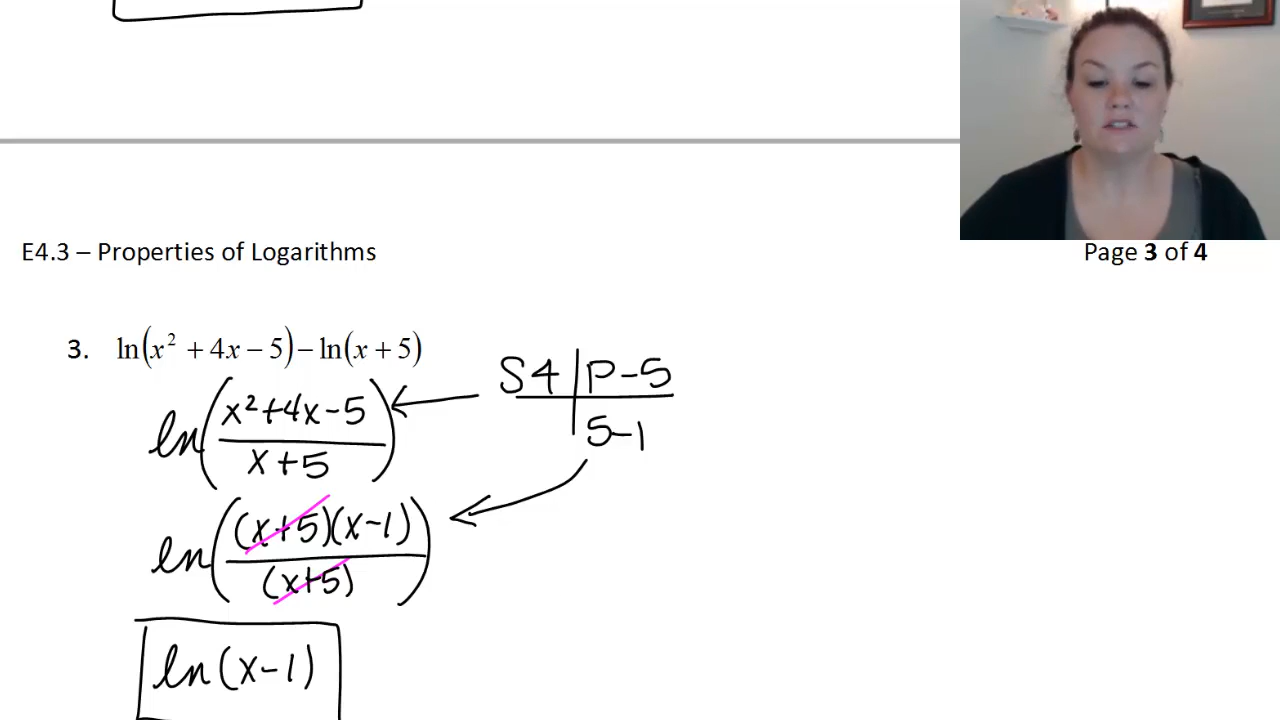 E4.3 – Properties of Logarithms
Page 3 of 4
3. ln(x² + 4x − 5) − ln(x + 5)
S4 | P−5
5−1
ln((x²+4x−5)/(x+5))
ln(((x+5)(x−1))/(x+5))
ln(x−1)